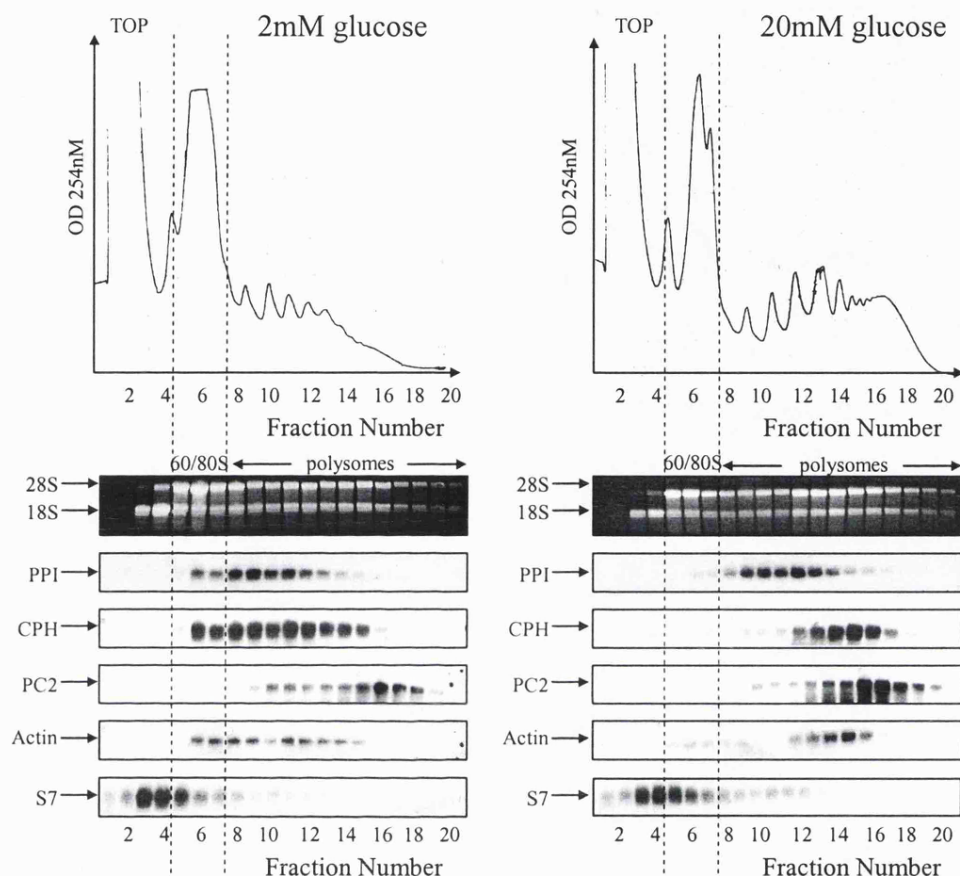 TOP
2mM glucose
OD 254nM
2 4 6 8 10 12 14 16 18 20
Fraction Number
60/80S
polysomes
28S
18S
PPI
CPH
PC2
Actin
S7
2 4 6 8 10 12 14 16 18 20
Fraction Number
TOP
20mM glucose
OD 254nM
2 4 6 8 10 12 14 16 18 20
Fraction Number
60/80S
polysomes
28S
18S
PPI
CPH
PC2
Actin
S7
2 4 6 8 10 12 14 16 18 20
Fraction Number